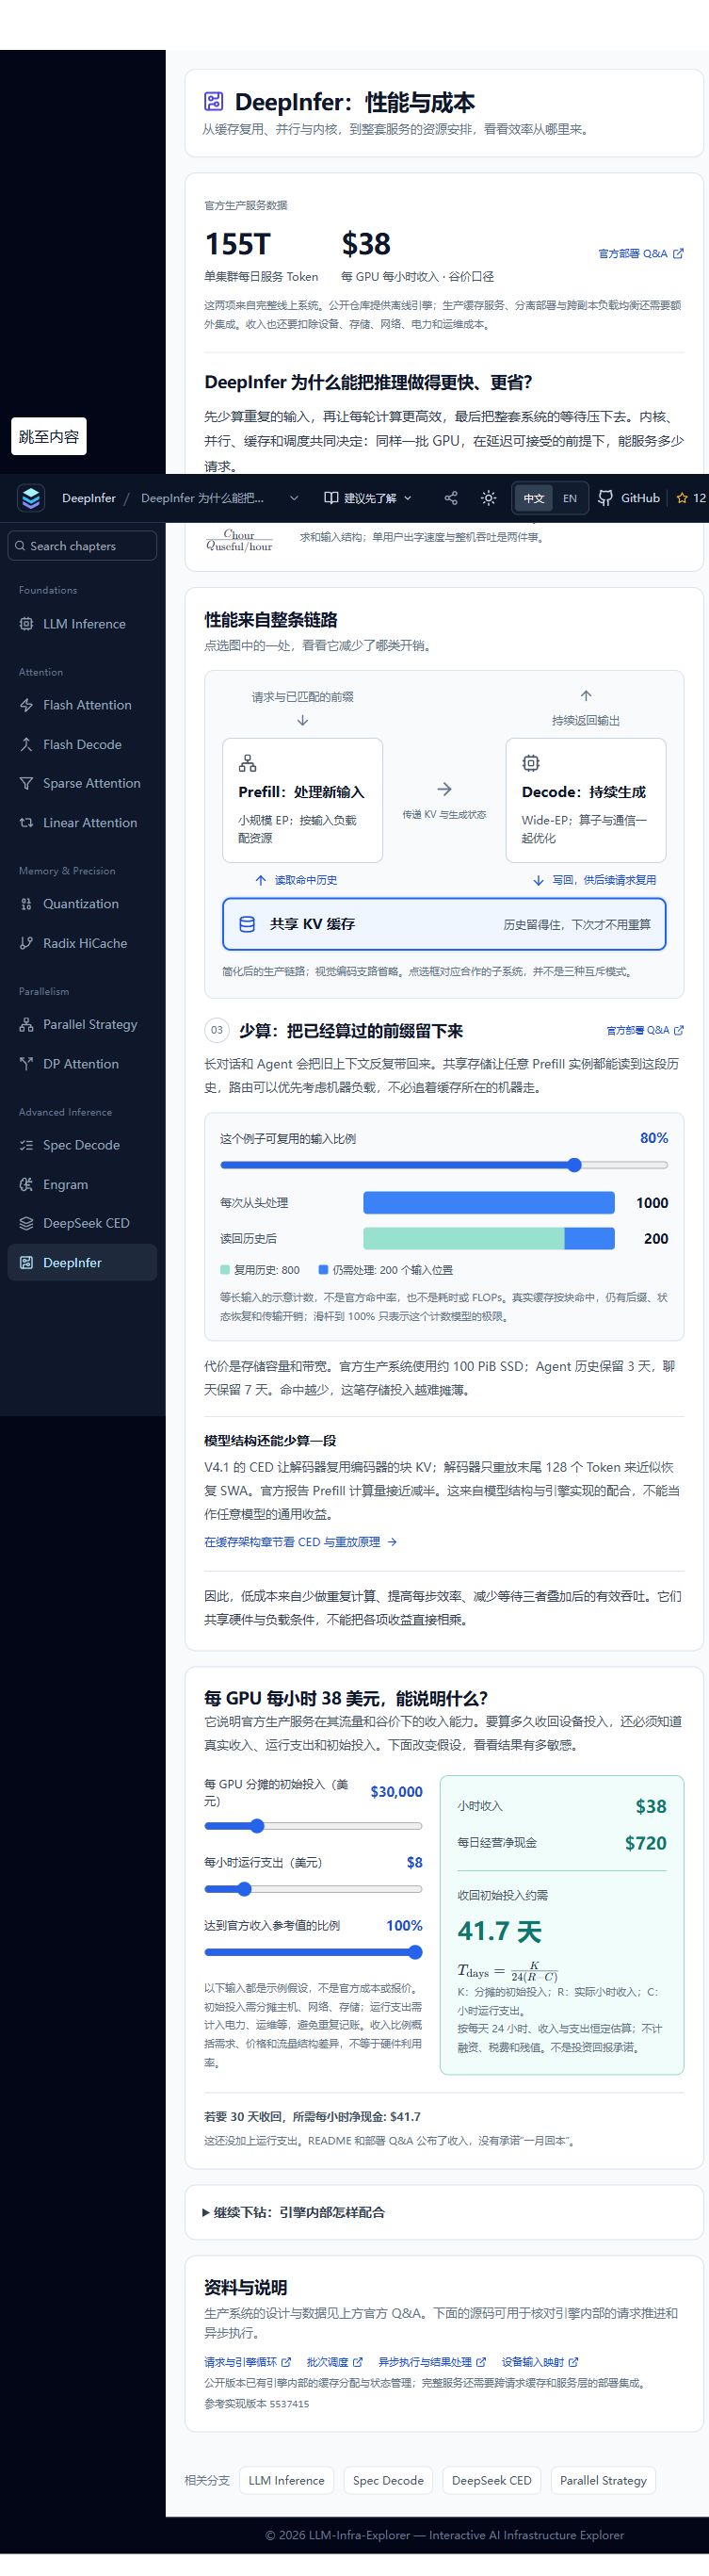 DeepInfer：性能与成本
从缓存复用、并行与内核，到整套服务的资源安排，看看效率从哪里来。
官方生产服务数据
155T
$38
官方部署 Q&A
单集群每日服务 Token
每 GPU 每小时收入 · 谷价口径
这两项来自完整线上系统。公开仓库提供离线引擎；生产缓存服务、分离部署与跨副本负载均衡还需要额
外集成。收入也还要扣除设备、存储、网络、电力和运维成本。
DeepInfer 为什么能把推理做得更快、更省？
先少算重复的输入，再让每轮计算更高效，最后把整套系统的等待压下去。内核、
并行、缓存和调度共同决定：同样一批 GPU，在延迟可接受的前提下，能服务多少
请求。
跳至内容
DeepInfer / DeepInfer 为什么能把...
建议先了解
中文
EN
GitHub
12
Chour
Quseful/hour
求和输入结构；单用户出字速度与整机吞吐是两件事。
Search chapters
Foundations
LLM Inference
Attention
Flash Attention
Flash Decode
Sparse Attention
Linear Attention
Memory & Precision
Quantization
Radix HiCache
Parallelism
Parallel Strategy
DP Attention
Advanced Inference
Spec Decode
Engram
DeepSeek CED
DeepInfer
性能来自整条链路
点选图中的一处，看看它减少了哪类开销。
请求与已匹配的前缀
持续返回输出
Prefill：处理新输入
小规模 EP；按输入负载
配资源
传递 KV 与生成状态
Decode：持续生成
Wide-EP；算子与通信一
起优化
读取命中历史
写回，供后续请求复用
共享 KV 缓存
历史留得住，下次才不用重算
简化后的生产链路；视觉编码支路省略。点选框对应合作的子系统，并不是三种互斥模式。
03
少算：把已经算过的前缀留下来
官方部署 Q&A
长对话和 Agent 会把旧上下文反复带回来。共享存储让任意 Prefill 实例都能读到这段历
史，路由可以优先考虑机器负载，不必追着缓存所在的机器走。
这个例子可复用的输入比例
80%
每次从头处理
1000
读回历史后
200
复用历史: 800
仍需处理: 200 个输入位置
等长输入的示意计数，不是官方命中率，也不是耗时或 FLOPs。真实缓存按块命中，仍有后缀、状
态恢复和传输开销；滑杆到 100% 只表示这个计数模型的极限。
代价是存储容量和带宽。官方生产系统使用约 100 PiB SSD；Agent 历史保留 3 天，聊
天保留 7 天。命中越少，这笔存储投入越难摊薄。
模型结构还能少算一段
V4.1 的 CED 让解码器复用编码器的块 KV；解码器只重放末尾 128 个 Token 来近似恢
复 SWA。官方报告 Prefill 计算量接近减半。这来自模型结构与引擎实现的配合，不能当
作任意模型的通用收益。
在缓存架构章节看 CED 与重放原理 →
因此，低成本来自少做重复计算、提高每步效率、减少等待三者叠加后的有效吞吐。它们
共享硬件与负载条件，不能把各项收益直接相乘。
每 GPU 每小时 38 美元，能说明什么？
它说明官方生产服务在其流量和谷价下的收入能力。要算多久收回设备投入，还必须知道
真实收入、运行支出和初始投入。下面改变假设，看看结果有多敏感。
每 GPU 分摊的初始投入（美
元）
$30,000
每小时运行支出（美元）
$8
达到官方收入参考值的比例
100%
以下输入都是示例假设，不是官方成本或报价。
初始投入需分摊主机、网络、存储；运行支出需
计入电力、运维等，避免重复记账。收入比例概
括需求、价格和流量结构差异，不等于硬件利用
率。
小时收入
$38
每日经营净现金
$720
收回初始投入约需
41.7 天
Tdays = K / 24(R−C)
K：分摊的初始投入；R：实际小时收入；C：
小时运行支出。
按每天 24 小时、收入与支出恒定估算；不计
融资、税费和残值。不是投资回报承诺。
若要 30 天收回，所需每小时净现金: $41.7
这还没加上运行支出。README 和部署 Q&A 公布了收入，没有承诺“一月回本”。
▶ 继续下钻：引擎内部怎样配合
资料与说明
生产系统的设计与数据见上方官方 Q&A。下面的源码可用于核对引擎内部的请求推进和
异步执行。
请求与引擎循环
批次调度
异步执行与结果处理
设备输入映射
公开版本已有引擎内部的缓存分配与状态管理；完整服务还需要跨请求缓存和服务层的部署集成。
参考实现版本 5537415
相关分支
LLM Inference
Spec Decode
DeepSeek CED
Parallel Strategy
© 2026 LLM-Infra-Explorer — Interactive AI Infrastructure Explorer